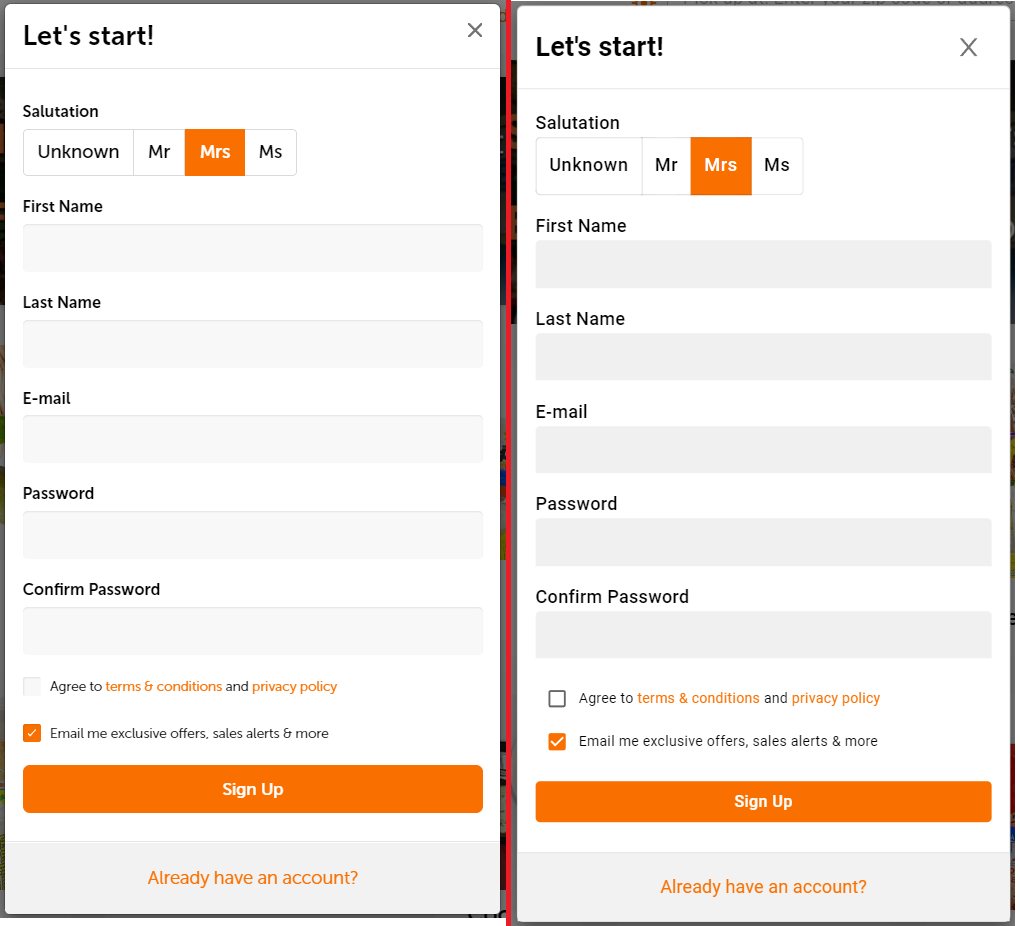 Let's start!
Salutation
Unknown Mr Mrs Ms
First Name
Last Name
E-mail
Password
Confirm Password
Agree to terms & conditions and privacy policy
Email me exclusive offers, sales alerts & more
Sign Up
Already have an account?
Let's start!
Salutation
Unknown Mr Mrs Ms
First Name
Last Name
E-mail
Password
Confirm Password
Agree to terms & conditions and privacy policy
Email me exclusive offers, sales alerts & more
Sign Up
Already have an account?